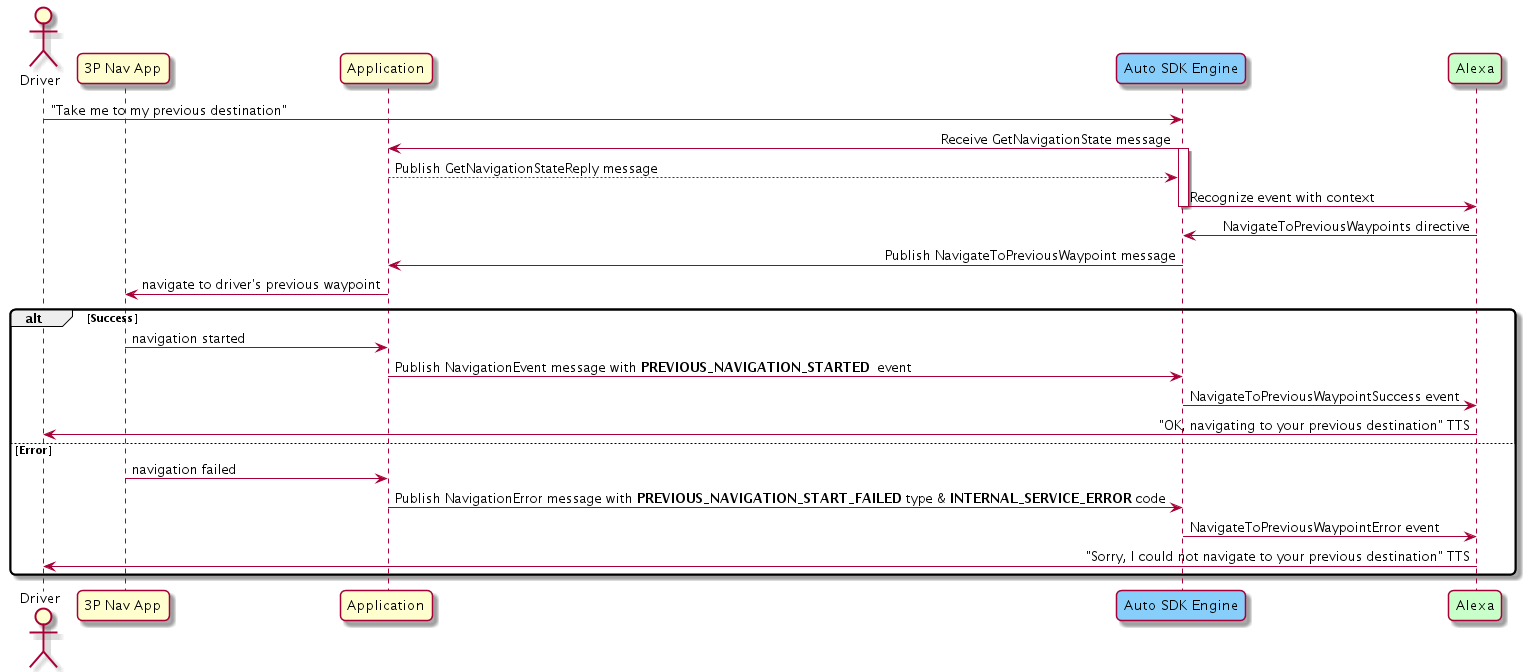 Driver
3P Nav App
Application
Auto SDK Engine
Alexa
"Take me to my previous destination"
Receive GetNavigationState message
Publish GetNavigationStateReply message
Recognize event with context
NavigateToPreviousWaypoints directive
Publish NavigateToPreviousWaypoint message
navigate to driver's previous waypoint
alt [Success]
navigation started
Publish NavigationEvent message with PREVIOUS_NAVIGATION_STARTED event
NavigateToPreviousWaypointSuccess event
"OK, navigating to your previous destination" TTS
[Error]
navigation failed
Publish NavigationError message with PREVIOUS_NAVIGATION_START_FAILED type & INTERNAL_SERVICE_ERROR code
NavigateToPreviousWaypointError event
"Sorry, I could not navigate to your previous destination" TTS
Driver
3P Nav App
Application
Auto SDK Engine
Alexa